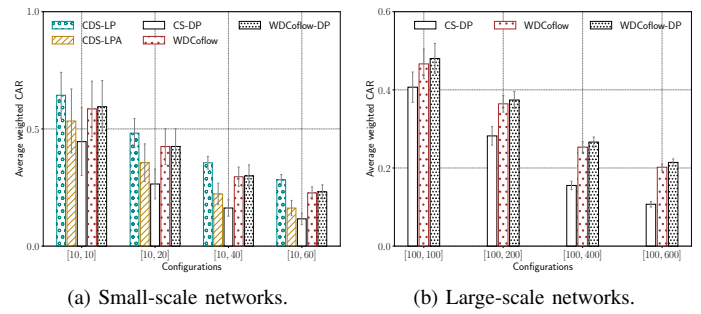 (a)
CDS-LP CS-DP WDCoflow-DP
CDS-LPA WDCoflow
Average weighted CAR
1.0
0.5
0.0
[10, 10] [10, 20] [10, 40] [10, 60]
Configurations
(a) Small-scale networks.
(b)
CS-DP WDCoflow WDCoflow-DP
Average weighted CAR
0.6
0.4
0.2
0.0
[100, 100] [100, 200] [100, 400] [100, 600]
Configurations
(b) Large-scale networks.